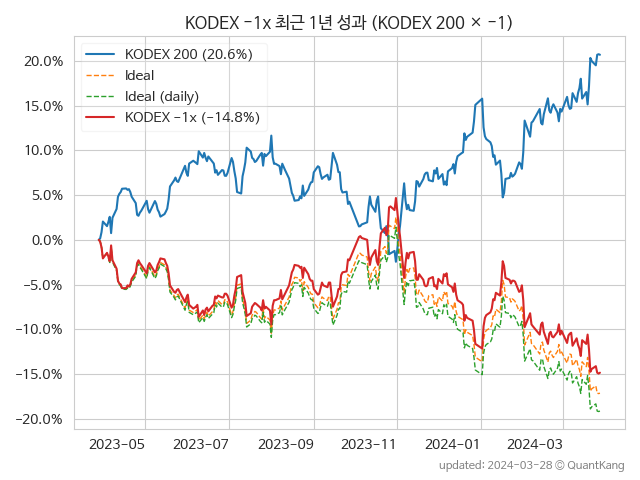 KODEX -1x 최근 1년 성과 (KODEX 200 × -1)
KODEX 200 (20.6%)
Ideal
Ideal (daily)
KODEX -1x (-14.8%)
20.0%
15.0%
10.0%
5.0%
0.0%
-5.0%
-10.0%
-15.0%
-20.0%
2023-05 2023-07 2023-09 2023-11 2024-01 2024-03
updated: 2024-03-28 © QuantKang